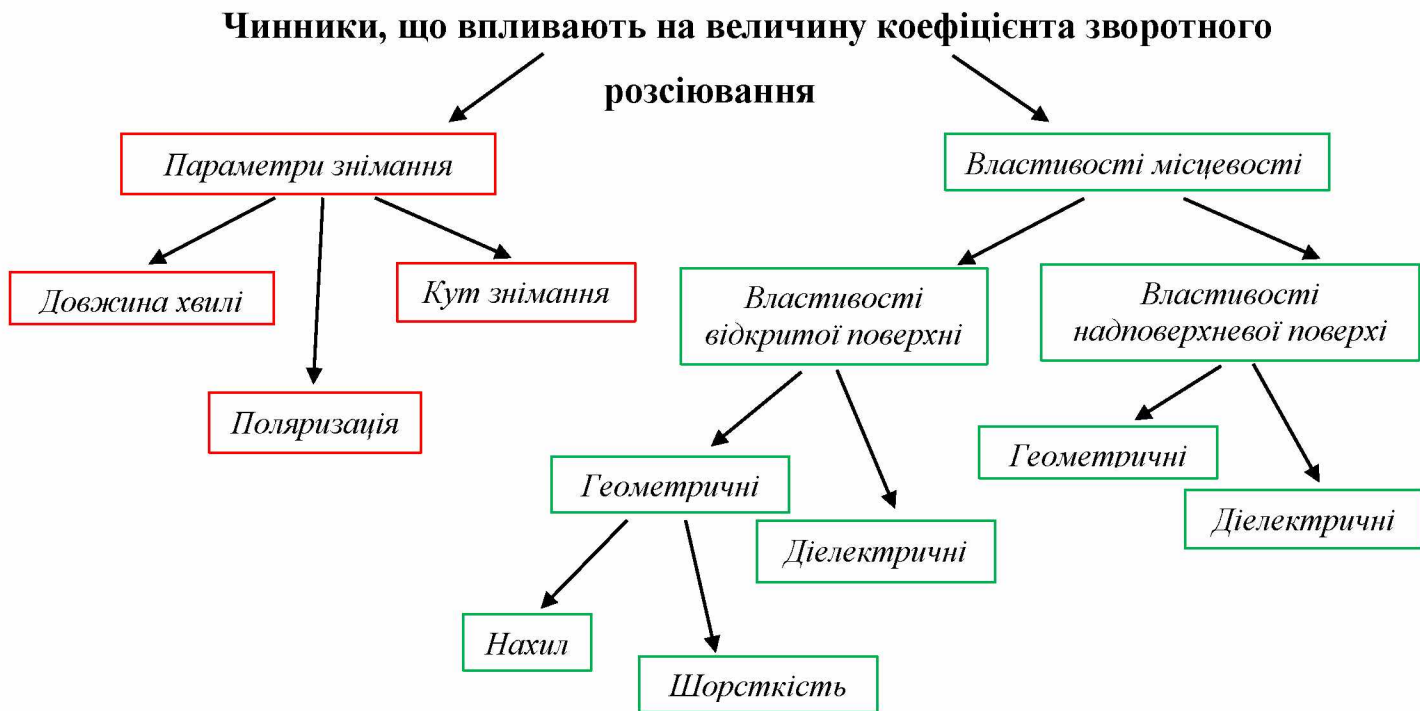 Чинники, що впливають на величину коефіцієнта зворотного
розсіювання
Параметри знімання
Властивості місцевості
Довжина хвилі
Кут знімання
Поляризація
Властивості
відкритої поверхні
Властивості
надповерхневої поверхі
Геометричні
Діелектричні
Нахил
Шорсткість
Геометричні
Діелектричні